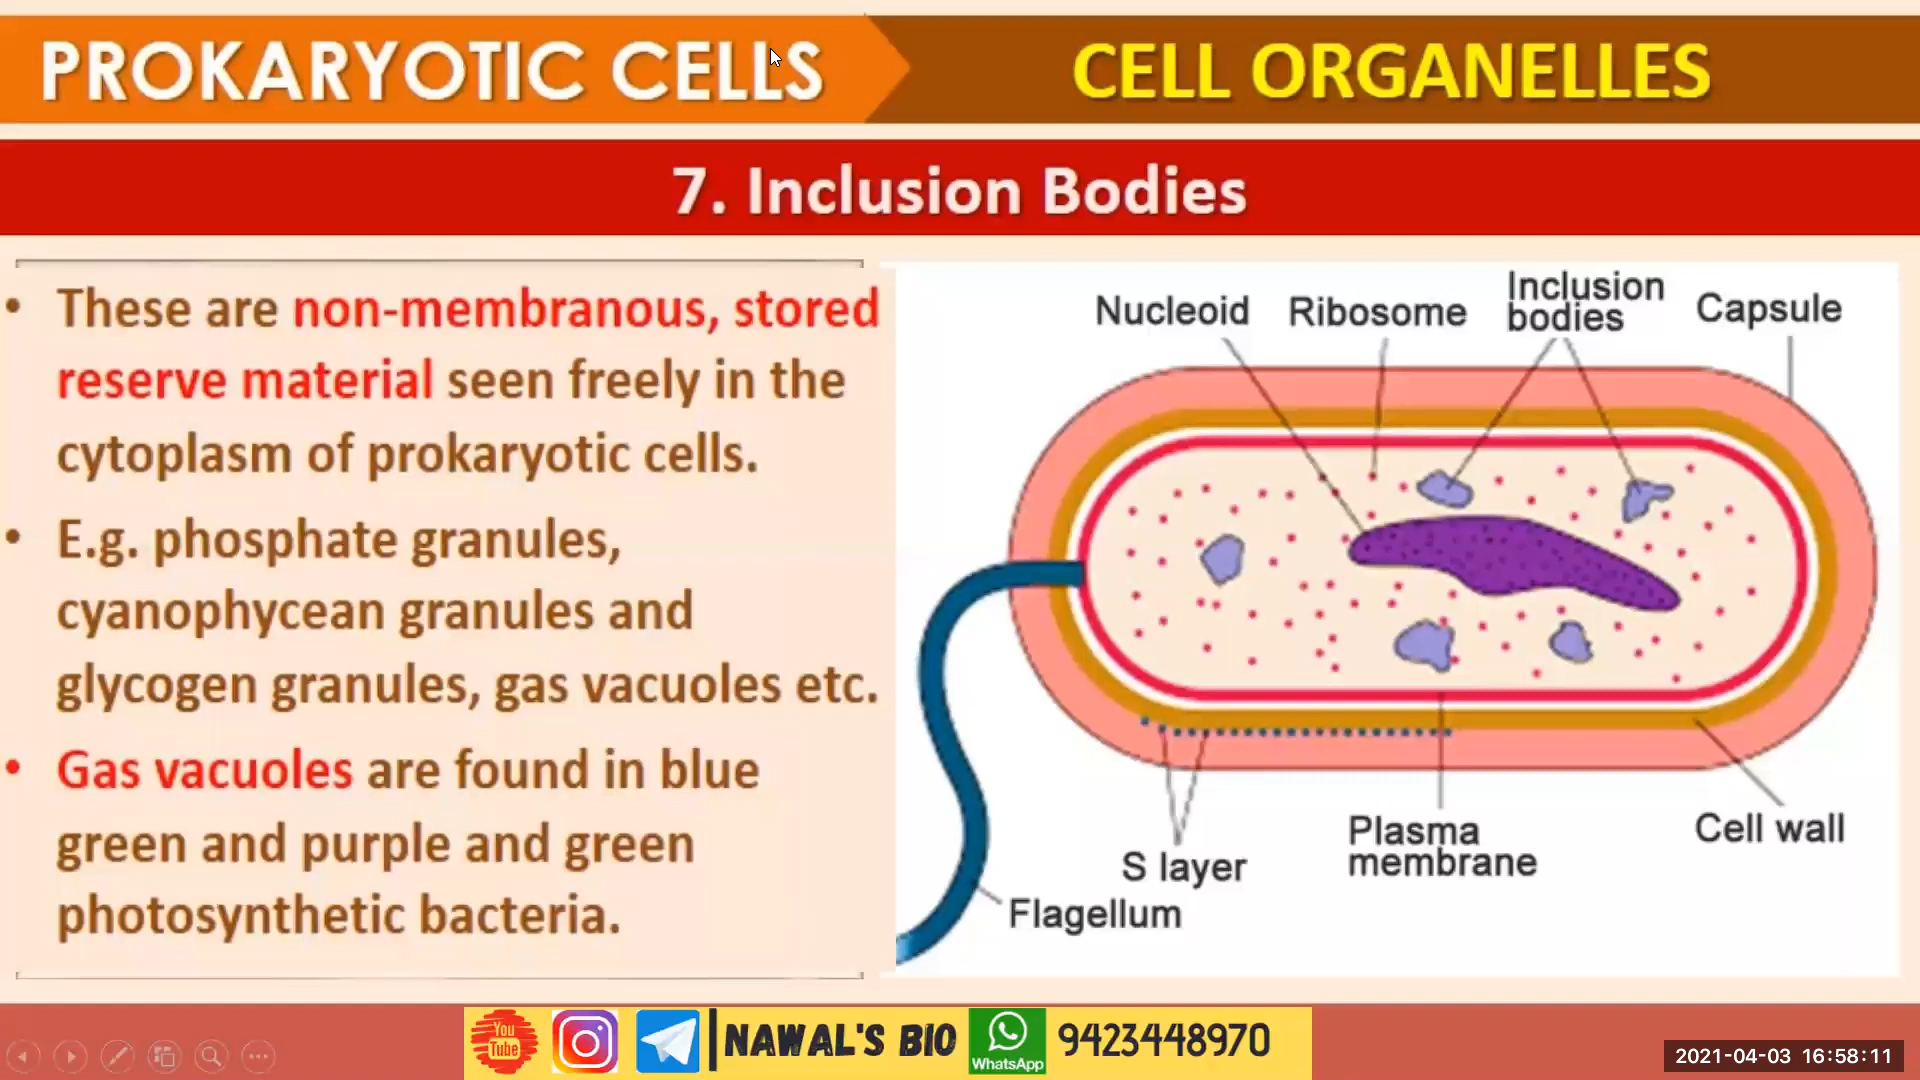 PROKARYOTIC CELLS
CELL ORGANELLES
7. Inclusion Bodies
• These are non-membranous, stored
reserve material seen freely in the
cytoplasm of prokaryotic cells.
• E.g. phosphate granules,
cyanophycean granules and
glycogen granules, gas vacuoles etc.
• Gas vacuoles are found in blue
green and purple and green
photosynthetic bacteria.
Nucleoid
Ribosome
Inclusion
bodies
Capsule
S layer
Plasma
membrane
Cell wall
Flagellum
You
Tube
NAWAL'S BIO
WhatsApp
9423448970
2021-04-03 16:58:11